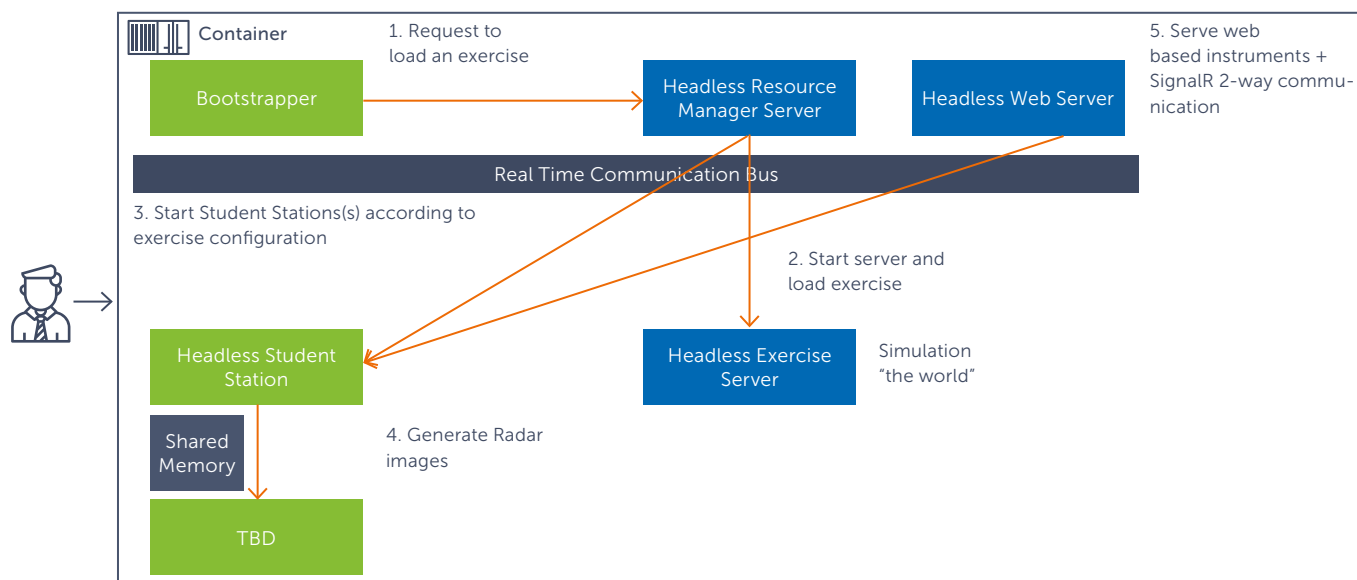 Container
1. Request to
load an exercise
5. Serve web
based instruments +
SignalR 2-way commu-
nication
Bootstrapper
Headless Resource
Manager Server
Headless Web Server
Real Time Communication Bus
3. Start Student Stations(s) according to
exercise configuration
2. Start server and
load exercise
Headless Student
Station
Headless Exercise
Server
Simulation
“the world”
Shared
Memory
4. Generate Radar
images
TBD